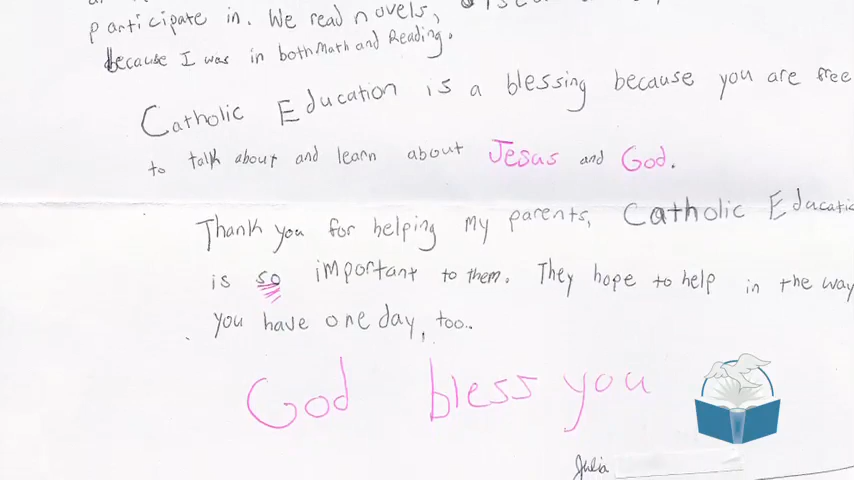 participate in. We read novels,
because I was in both Math and Reading.
Catholic Education is a blessing because you are free
to talk about and learn about Jesus and God.
Thank you for helping my parents, Catholic Educatio
is so important to them. They hope to help in the way
you have one day, too..
God bless you
Julia